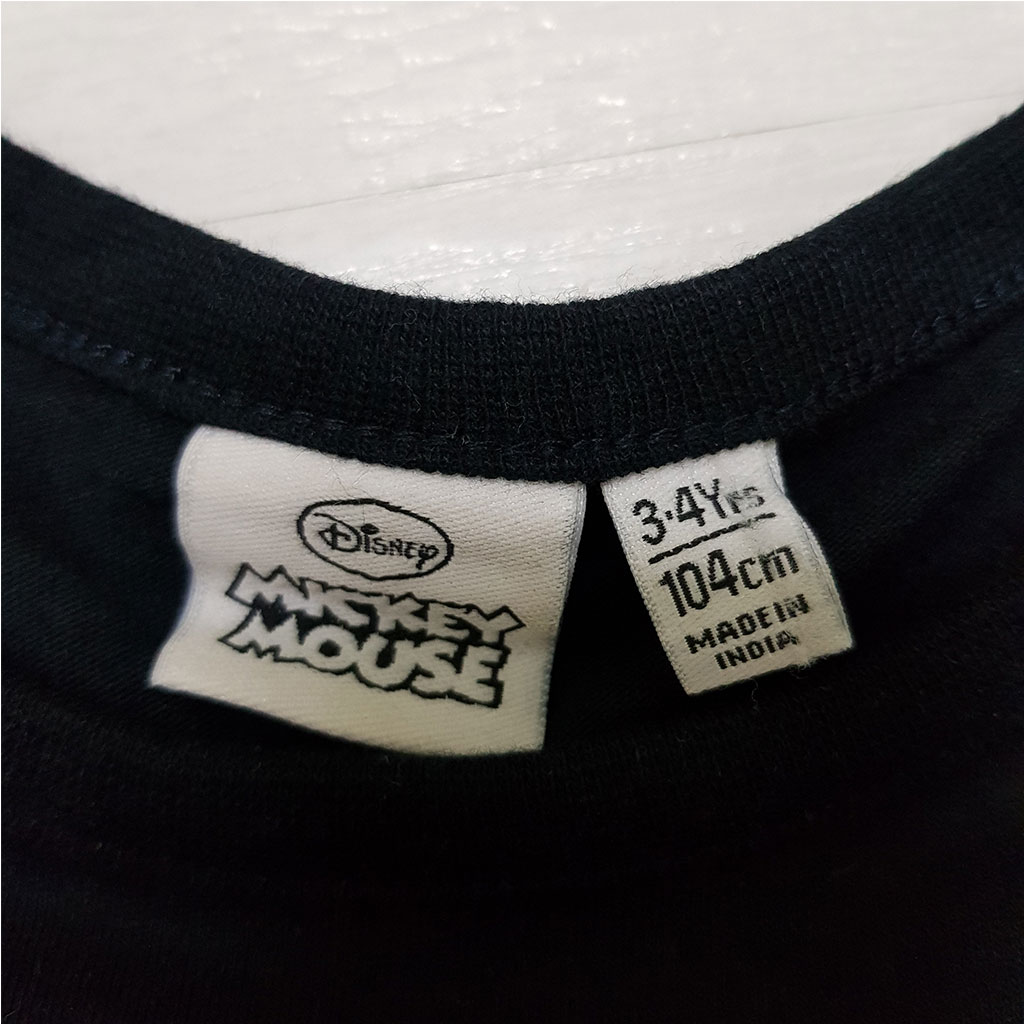 Disney
MICKEY
MOUSE
3-4Yrs
104cm
MADE IN
INDIA